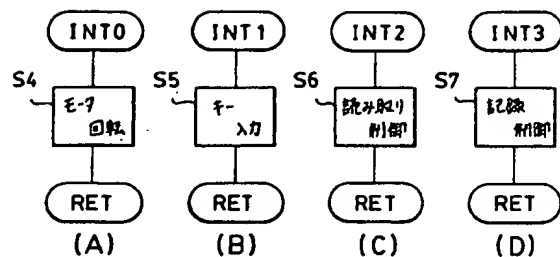 INT0
INT1
INT2
INT3
S4
モータ
回転
S5
キー
入力
S6
読み取り
制御
S7
記録
制御
RET
RET
RET
RET
(A)
(B)
(C)
(D)